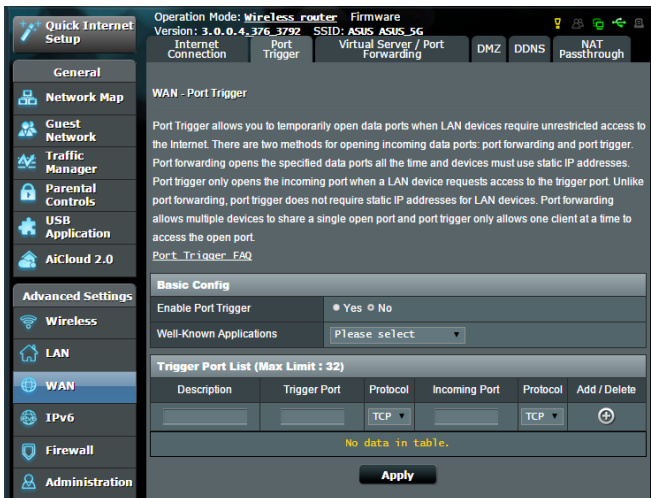 Quick Internet
Setup
General
Network Map
Guest
Network
Traffic
Manager
Parental
Controls
USB
Application
AiCloud 2.0
Advanced Settings
Wireless
LAN
WAN
IPv6
Firewall
Administration
Operation Mode: Wireless router Firmware
Version: 3.0.0.4.376_3792 SSID: ASUS ASUS_5G
Internet
Connection
Port
Trigger
Virtual Server / Port
Forwarding
DMZ
DDNS
NAT
Passthrough
WAN - Port Trigger
Port Trigger allows you to temporarily open data ports when LAN devices require unrestricted access to
the Internet. There are two methods for opening incoming data ports: port forwarding and port trigger.
Port forwarding opens the specified data ports all the time and devices must use static IP addresses.
Port trigger only opens the incoming port when a LAN device requests access to the trigger port. Unlike
port forwarding, port trigger does not require static IP addresses for LAN devices. Port forwarding
allows multiple devices to share a single open port and port trigger only allows one client at a time to
access the open port.
Port Trigger FAQ
Basic Config
Enable Port Trigger Yes No
Well-Known Applications Please select
Trigger Port List (Max Limit : 32)
Description Trigger Port Protocol Incoming Port Protocol Add / Delete
TCP TCP
No data in table.
Apply